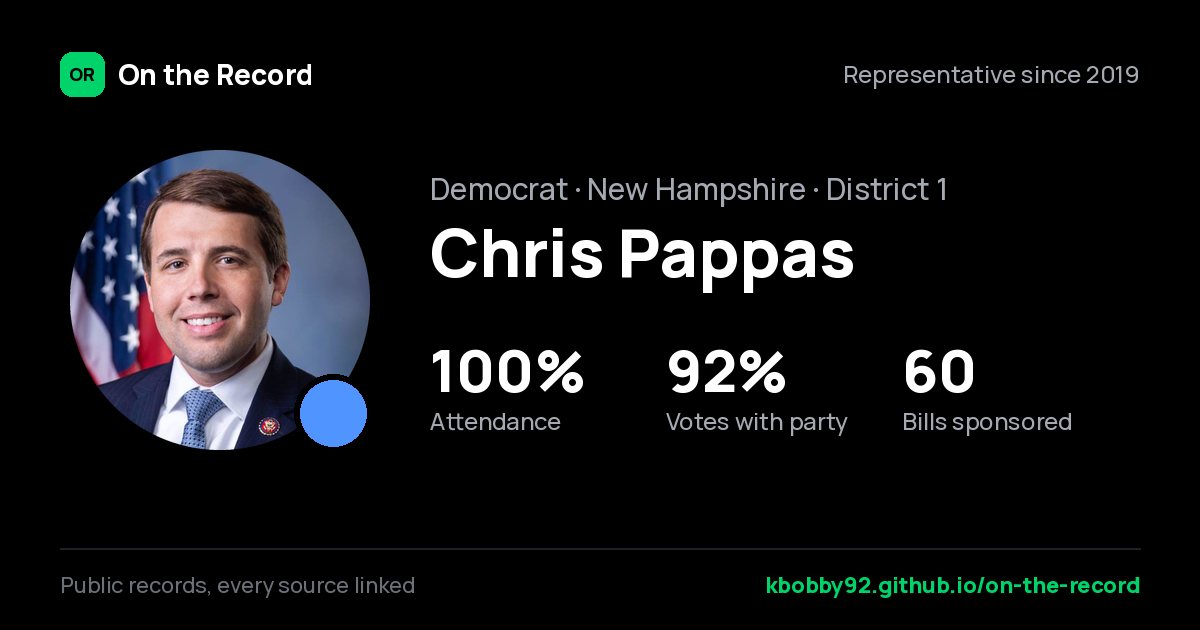 OR On the Record
Representative since 2019
Democrat · New Hampshire · District 1
Chris Pappas
100% 92% 60
Attendance Votes with party Bills sponsored
Public records, every source linked
kbobby92.github.io/on-the-record